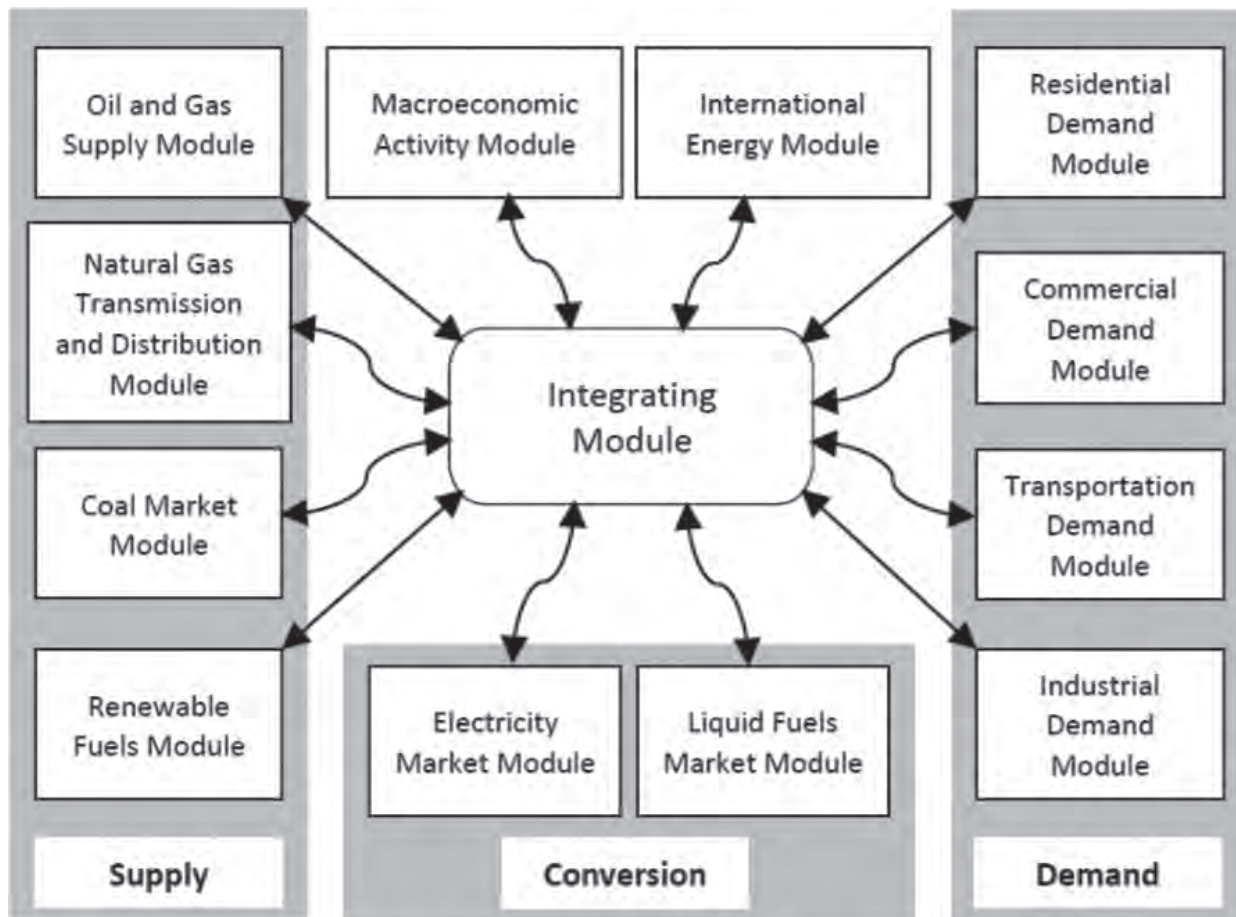 Oil and Gas
Supply Module
Macroeconomic
Activity Module
International
Energy Module
Residential
Demand
Module
Natural Gas
Transmission
and Distribution
Module
Commercial
Demand
Module
Integrating
Module
Coal Market
Module
Transportation
Demand
Module
Renewable
Fuels Module
Electricity
Market Module
Liquid Fuels
Market Module
Industrial
Demand
Module
Supply
Conversion
Demand